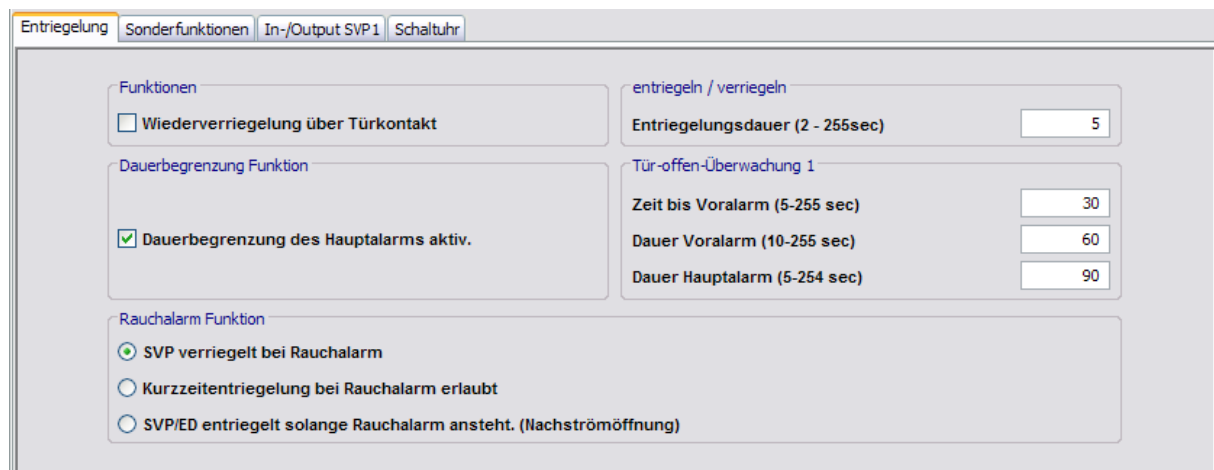 Entriegelung Sonderfunktionen In-/Output SVP1 Schaltuhr
Funktionen
Wiederverriegelung über Türkontakt
entriegeln / verriegeln
Entriegelungsdauer (2 - 255sec) 5
Dauerbegrenzung Funktion
Dauerbegrenzung des Hauptalarms aktiv.
Tür-offen-Überwachung 1
Zeit bis Voralarm (5-255 sec) 30
Dauer Voralarm (10-255 sec) 60
Dauer Hauptalarm (5-254 sec) 90
Rauchalarm Funktion
SVP verriegelt bei Rauchalarm
Kurzzeitentriegelung bei Rauchalarm erlaubt
SVP/ED entriegelt solange Rauchalarm ansteht. (Nachströmöffnung)